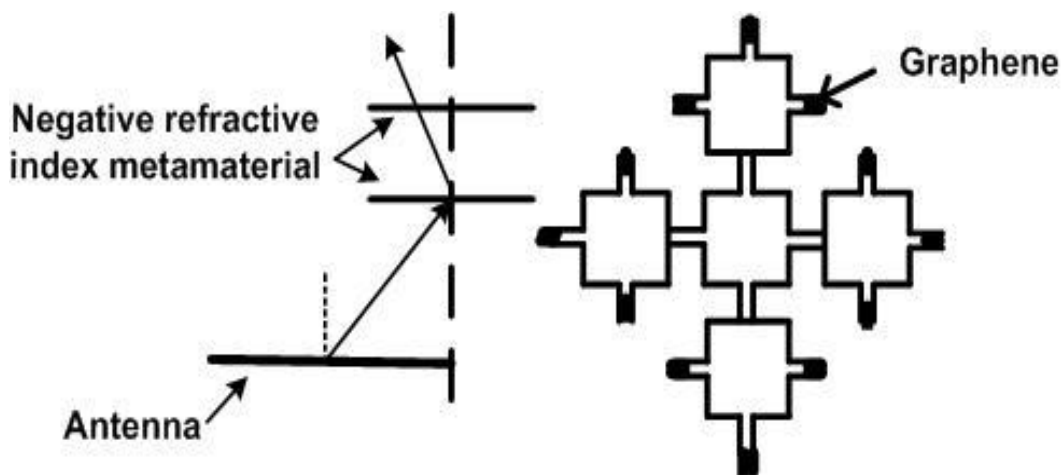 Graphene
Negative refractive
index metamaterial
Antenna